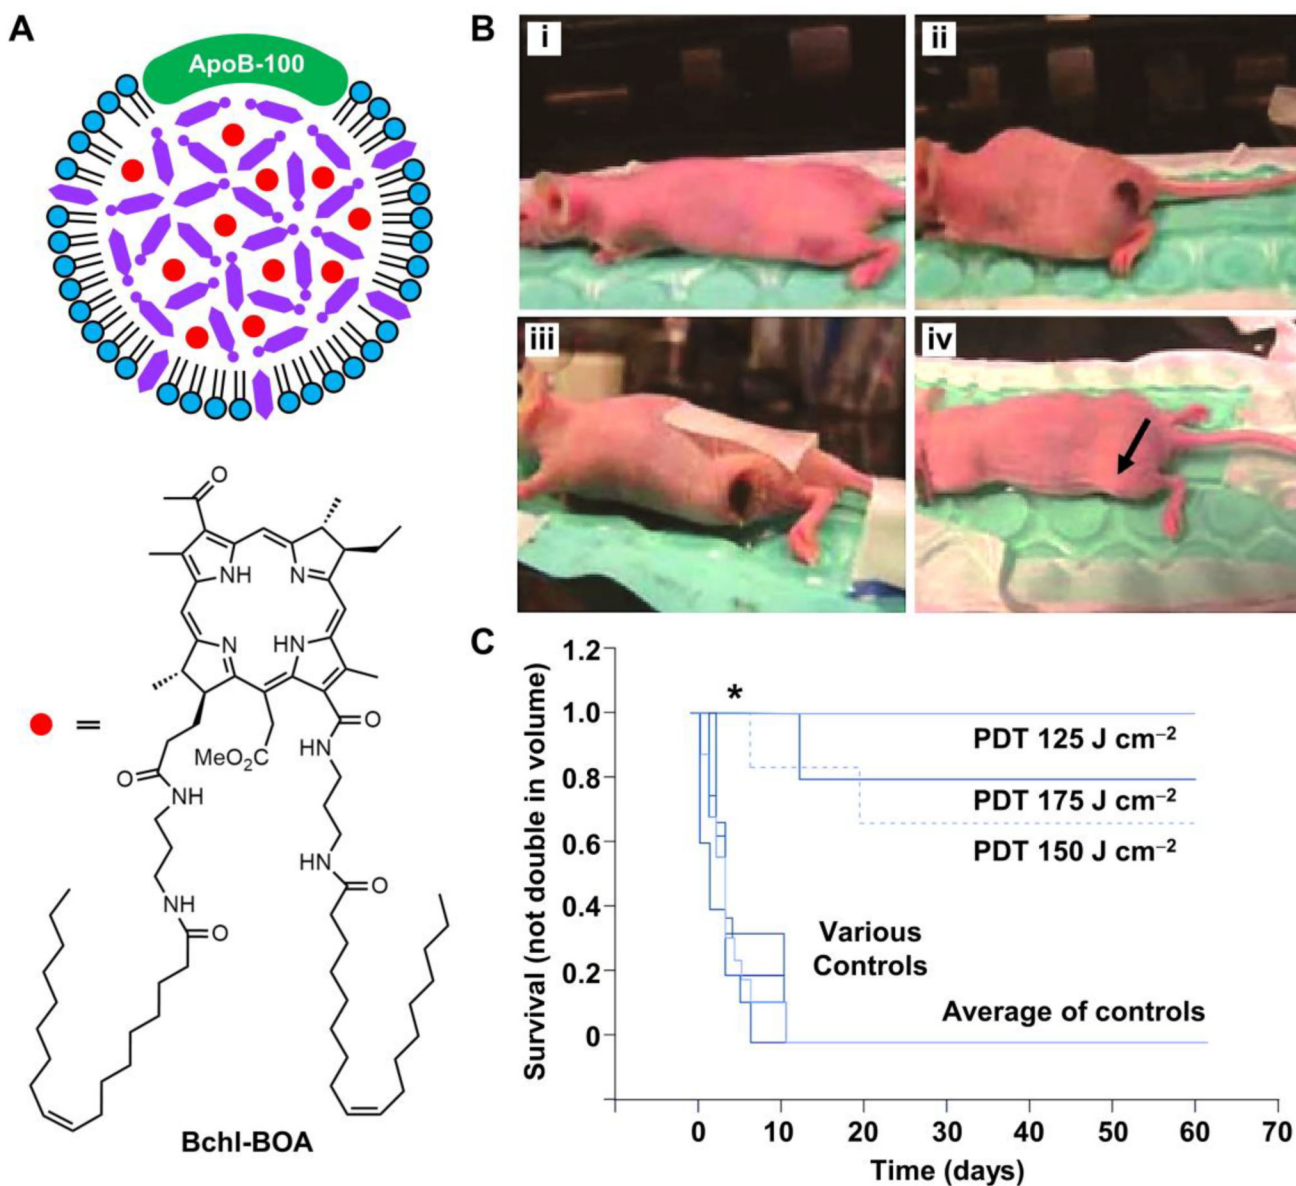 A
ApoB-100
=
O
NH
N
N
HN
O
MeO₂C
O
HN
NH
HN
NH
O
O
Bchl-BOA
B
i
ii
iii
iv
C
Survival (not double in volume)
1.2
1.0
0.8
0.6
0.4
0.2
0
*
PDT 125 J cm⁻²
PDT 175 J cm⁻²
PDT 150 J cm⁻²
Various
Controls
Average of controls
0 10 20 30 40 50 60 70
Time (days)